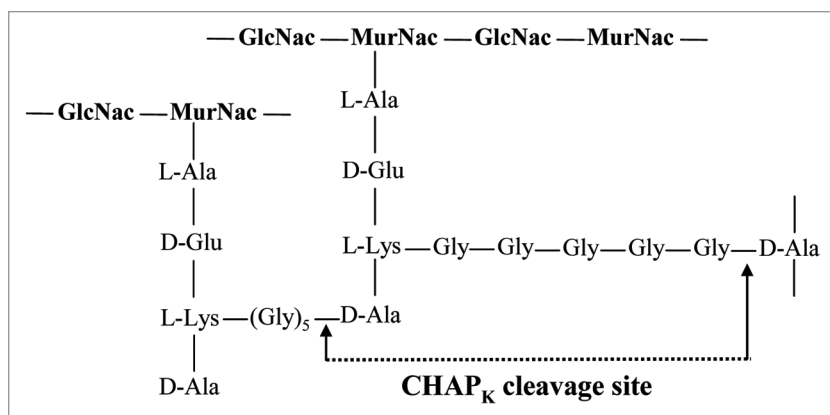 — GlcNac — MurNac — GlcNac — MurNac —
L-Ala
— GlcNac — MurNac —
L-Ala
D-Glu
D-Glu
L-Lys — Gly — Gly — Gly — Gly — Gly — D-Ala
L-Lys — (Gly)₅ — D-Ala
D-Ala
CHAPₖ cleavage site